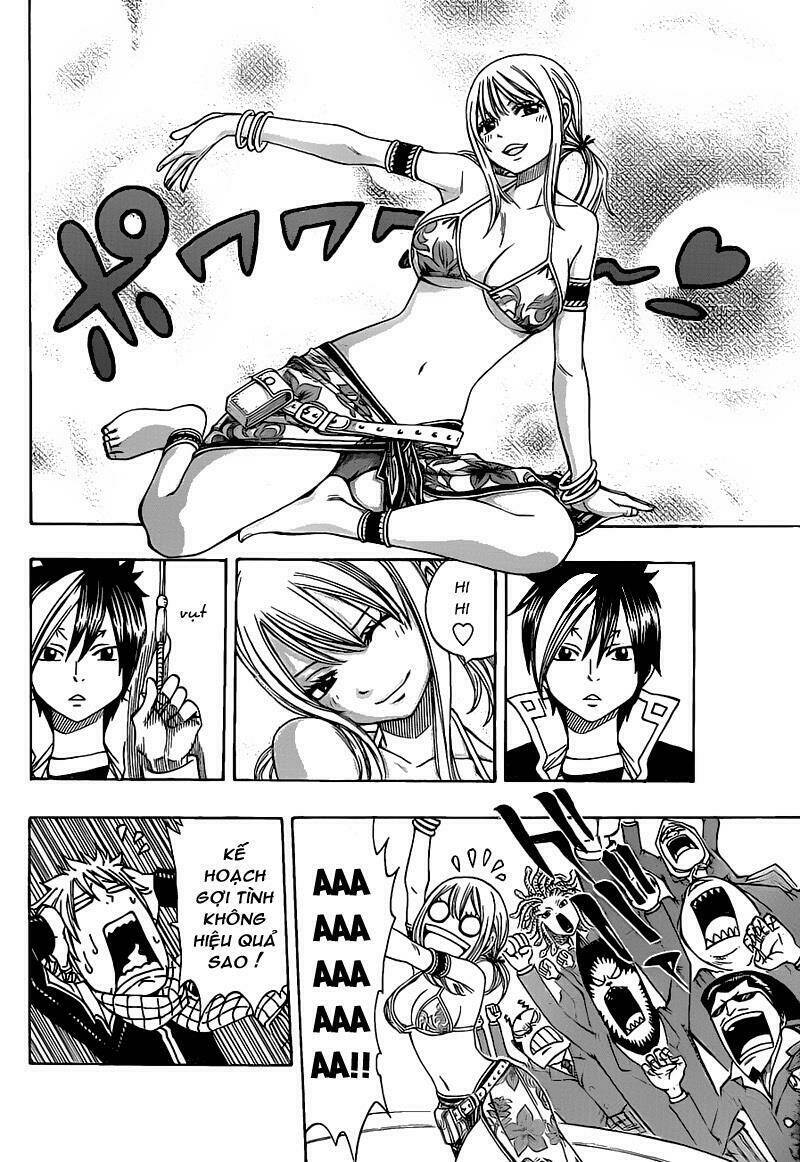 ポワワワ〜♥
vụt
HI
HI
♡
KẾ
HOẠCH
GỢI TÌNH
KHÔNG
HIỆU QUẢ
SAO !
AAA
AAA
AAA
AAA
AA!!